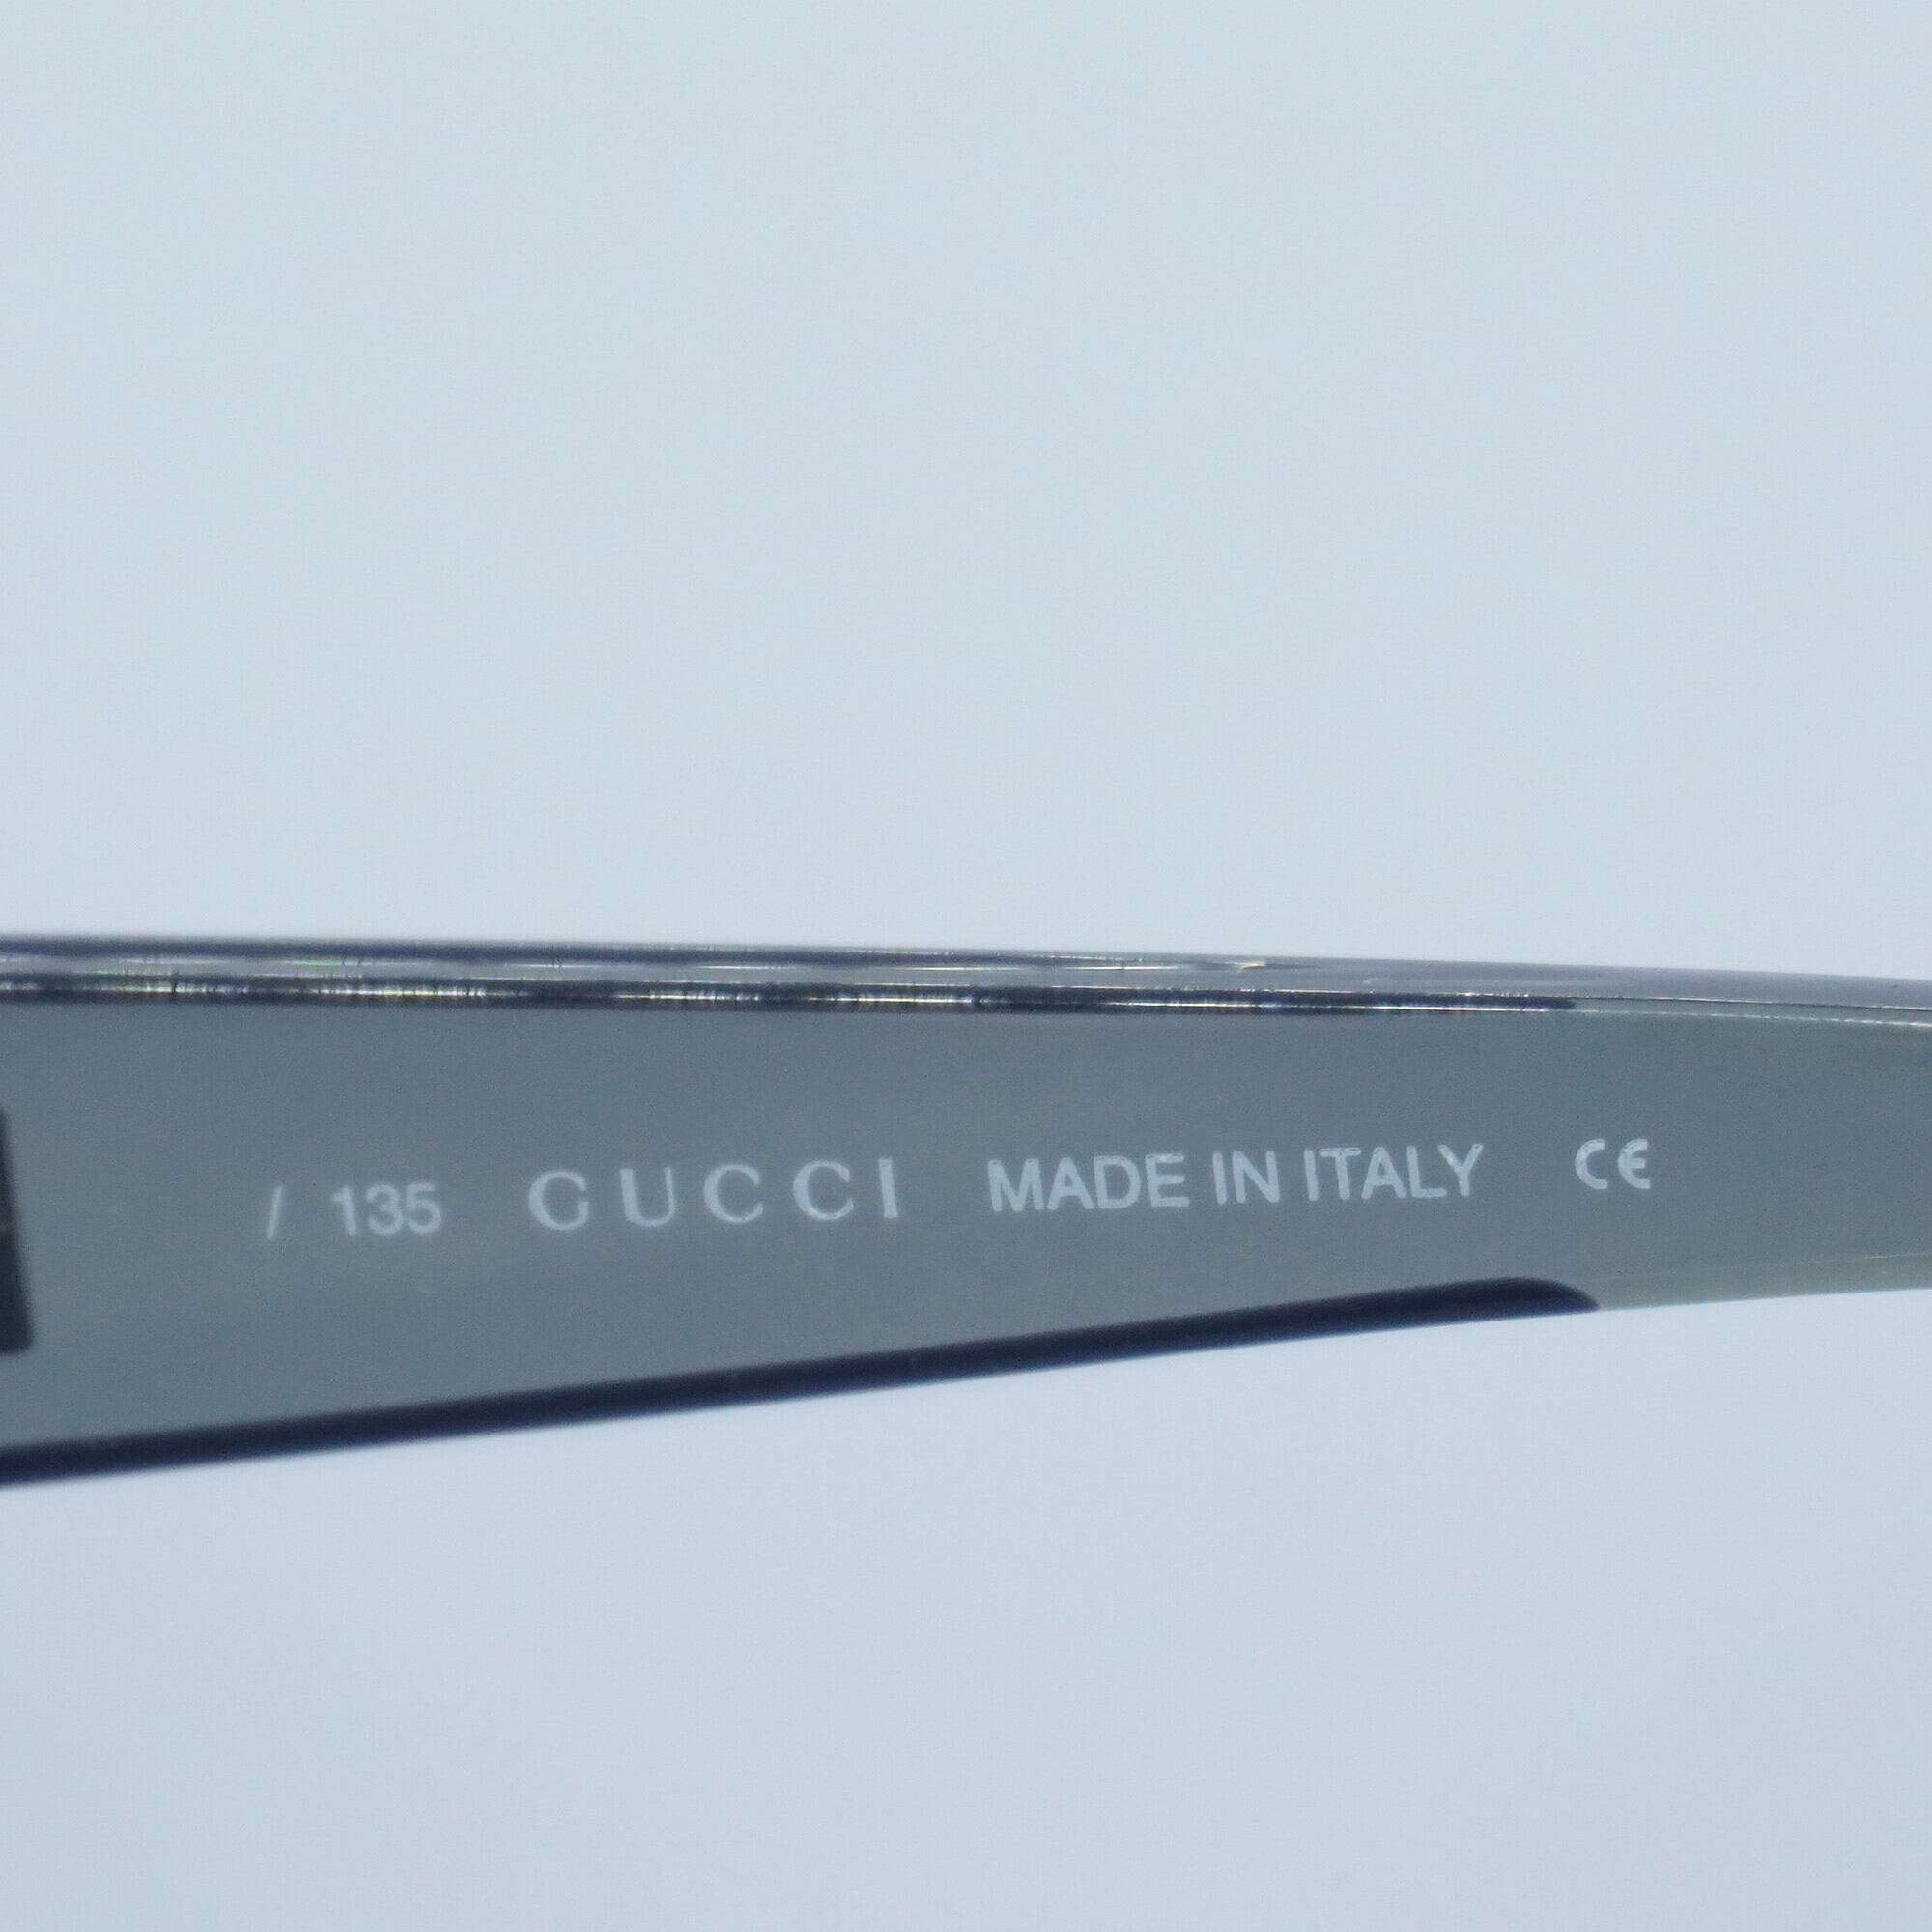 / 135 GUCCI MADE IN ITALY CE